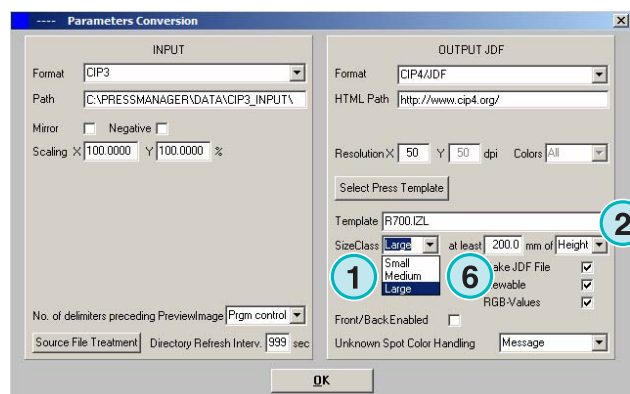 ---- Parameters Conversion
INPUT
Format CIP3
Path C:\PRESSMANAGER\DATA\CIP3_INPUT\
Mirror Negative
Scaling X 100.0000 Y 100.0000 %
No. of delimiters preceding PreviewImage Prgm control
Source File Treatment Directory Refresh Interv. 999 sec
OUTPUT JDF
Format CIP4/JDF
HTML Path http://www.cip4.org/
Resolution X 50 Y 50 dpi Colors All
Select Press Template
Template R700.IZL
2
SizeClass Large at least 200.0 mm of Height
1
Small
Medium
Large
6
ake JDF File
iewable
RGB-Values
Front/Back Enabled
Unknown Spot Color Handling Message
OK